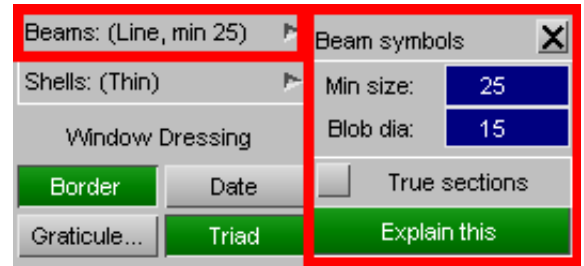 Beams: (Line, min 25)
Shells: (Thin)
Window Dressing
Border Date
Graticule... Triad
Beam symbols X
Min size: 25
Blob dia: 15
True sections
Explain this